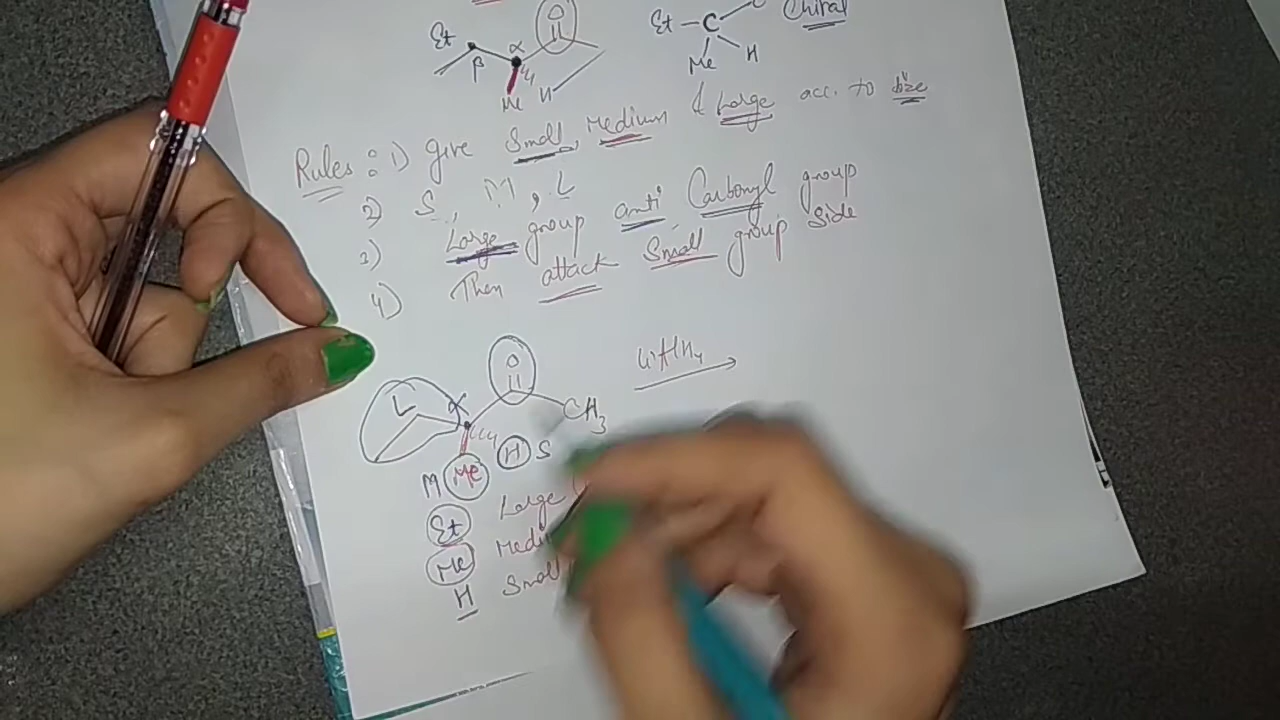 Et
O
α
β
Me
H
Et - C
Chiral
Me
H
Rules: 1) Give Small, Medium & Large acc. to size
2) S, M, L
3) Large group anti Carbonyl group
4) Then attack Small group side
O
L
α
CH3
LiAlH4
M Me
H S
Et Large
Me
H Small